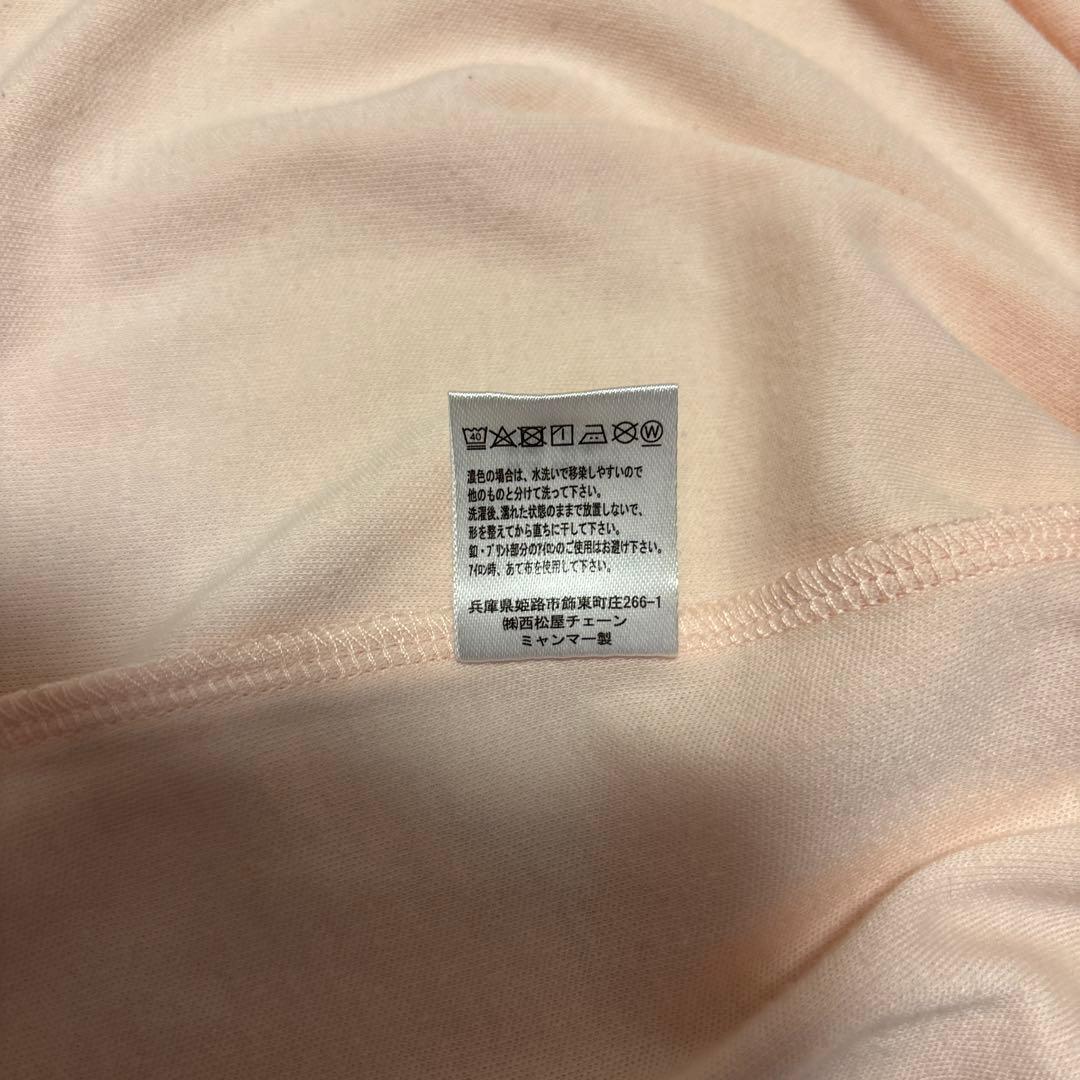 40 W
濃色の場合は、水洗いで移染しやすいので
他のものと分けて洗って下さい。
洗濯後、濡れた状態のままで放置しないで、
形を整えてから直ちに干して下さい。
釦・プリント部分のアイロンのご使用はお避け下さい。
アイロン時、あて布を使用して下さい。
兵庫県姫路市飾東町庄266-1
㈱西松屋チェーン
ミャンマー製